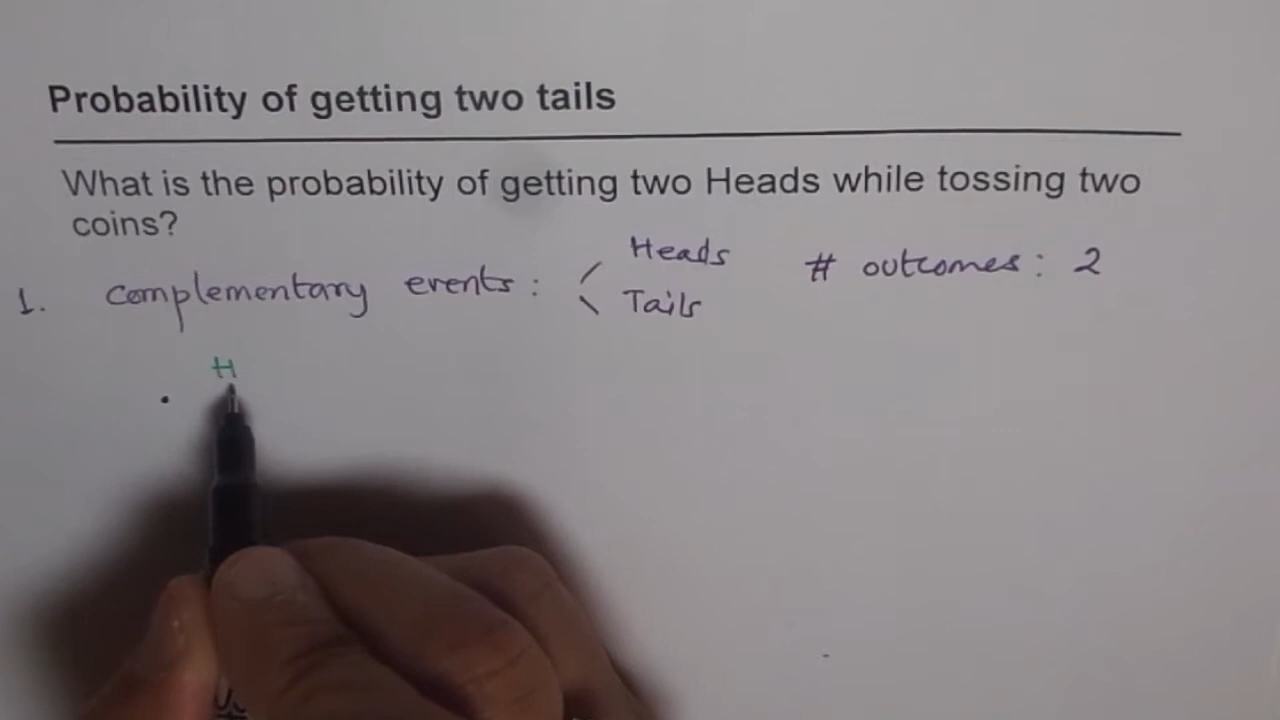 Probability of getting two tails
What is the probability of getting two Heads while tossing two
coins?
1. Complementary events : Heads # outcomes : 2
Tails
H